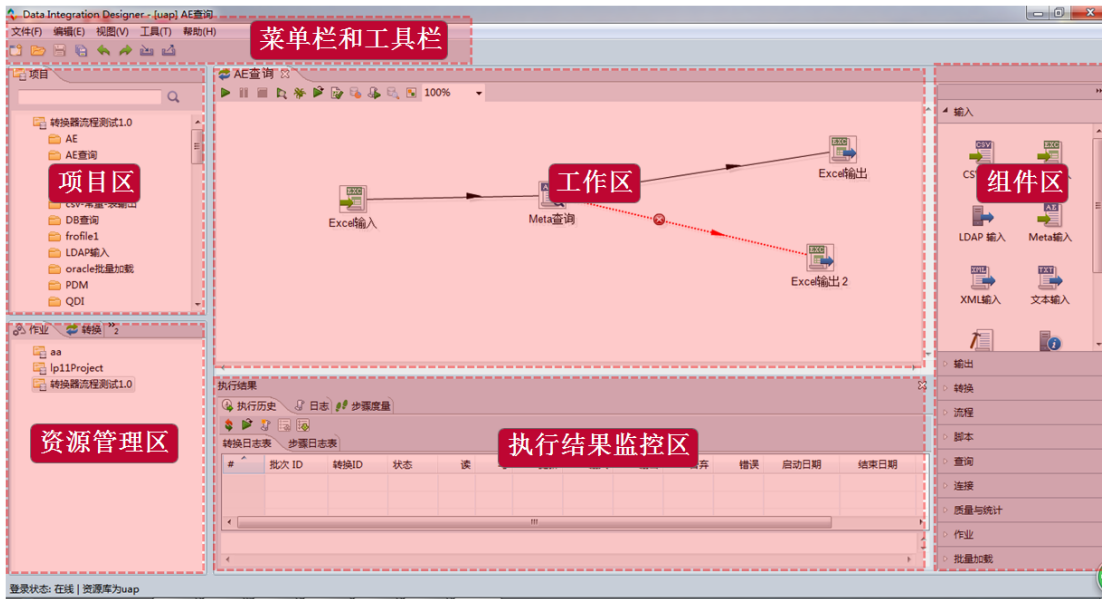 Data Integration Designer - [uap] AE查询
文件(F) 编辑(E) 视图(V) 工具(T) 帮助(H)
菜单栏和工具栏
项目
转换器流程测试1.0
AE
AE查询
项目区
DB查询
frofile1
LDAP输入
oracle批量加载
PDM
QDI
作业 转换 2
aa
lp11Project
转换器流程测试1.0
资源管理区
AE查询
100%
Excel输入
Meta查询
工作区
Excel输出
Excel输出 2
执行结果
执行历史 日志 步骤度量
转换日志表 步骤日志表
执行结果监控区
# 批次 ID 转换ID 状态 读 错误 启动日期 结束日期
输入
组件区
LDAP 输入 Meta输入
XML输入 文本输入
输出
转换
流程
脚本
查询
连接
质量与统计
作业
批量加载
登录状态: 在线 | 资源库为uap